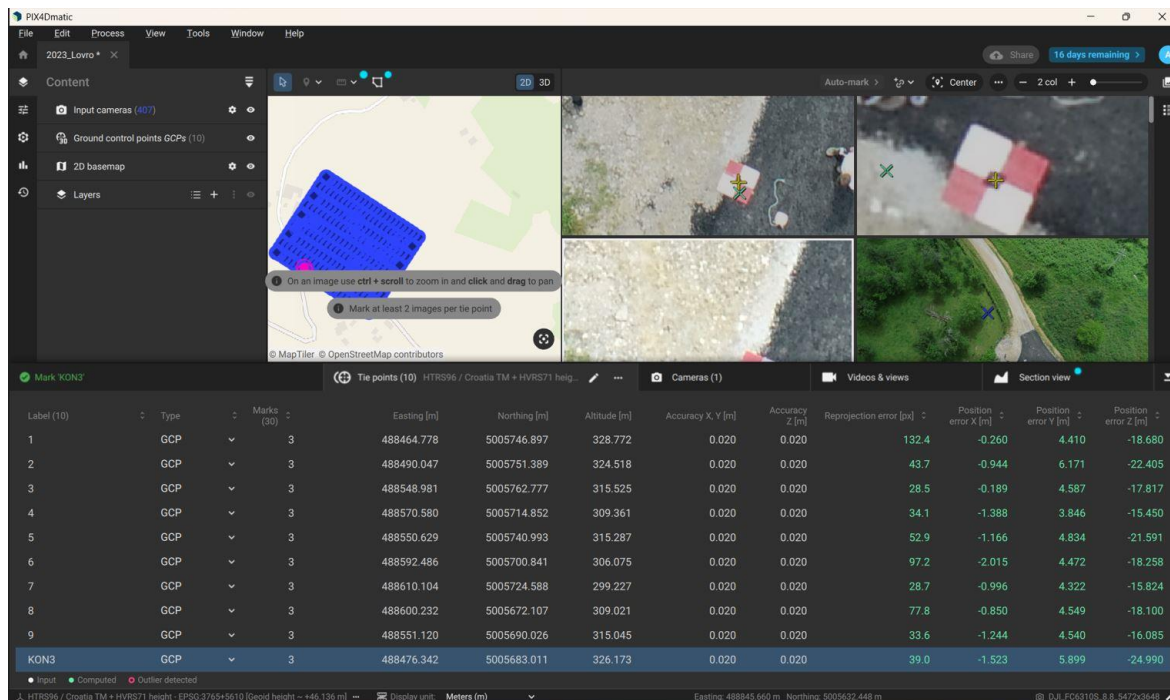 PIX4Dmatic
File Edit Process View Tools Window Help
2023_Lovro* Share 16 days remaining >
Content 2D 3D Auto-mark > Center 2 col
Input cameras (407)
Ground control points GCPs (10)
2D basemap
Layers
On an image use ctrl + scroll to zoom in and click and drag to pan
Mark at least 2 images per tie point
© MapTiler © OpenStreetMap contributors
Mark 'KON3' Tie points (10) HTRS96 / Croatia TM + HVRS71 heig... Cameras (1) Videos & views Section view
Label (10) Type Marks (30) Easting [m] Northing [m] Altitude [m] Accuracy X, Y [m] Accuracy Z [m] Reprojection error [px] Position error X [m] Position error Y [m] Position error Z [m]
1 GCP 3 488464.778 5005746.897 328.772 0.020 0.020 132.4 -0.260 4.410 -18.680
2 GCP 3 488490.047 5005751.389 324.518 0.020 0.020 43.7 -0.944 6.171 -22.405
3 GCP 3 488548.981 5005762.777 315.525 0.020 0.020 28.5 -0.189 4.587 -17.817
4 GCP 3 488570.580 5005714.852 309.361 0.020 0.020 34.1 -1.388 3.846 -15.450
5 GCP 3 488550.629 5005740.993 315.287 0.020 0.020 52.9 -1.166 4.834 -21.591
6 GCP 3 488592.486 5005700.841 306.075 0.020 0.020 97.2 -2.015 4.472 -18.258
7 GCP 3 488610.104 5005724.588 299.227 0.020 0.020 28.7 -0.996 4.322 -15.824
8 GCP 3 488600.232 5005672.107 309.021 0.020 0.020 77.8 -0.850 4.549 -18.100
9 GCP 3 488551.120 5005690.026 315.045 0.020 0.020 33.6 -1.244 4.540 -16.085
KON3 GCP 3 488476.342 5005683.011 326.173 0.020 0.020 39.0 -1.523 5.899 -24.990
Input Computed Outlier detected
HTRS96 / Croatia TM + HVRS71 height - EPSG:3765+5610 [Geoid height ~ +46.136 m] Display unit: Meters (m) Easting: 488845.660 m Northing: 5005632.448 m DJI_FC6310S_8.8_5472x3648